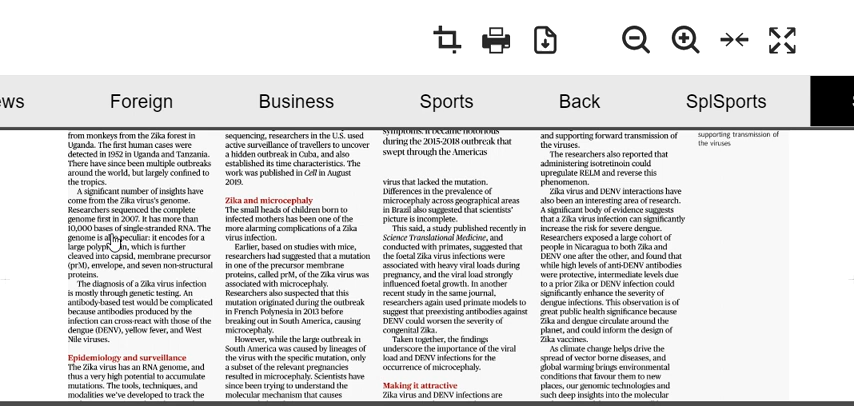 ews
Foreign
Business
Sports
Back
SplSports
from monkeys from the Zika forest in
Uganda. The first human cases were
detected in 1952 in Uganda and Tanzania.
There have since been multiple outbreaks
around the world, but largely confined to
the tropics.
A significant number of insights have
come from the Zika virus's genome.
Researchers sequenced the complete
genome first in 2007. It has more than
10,000 bases of single-stranded RNA. The
genome is also peculiar: it encodes for a
large polyprotein, which is further
cleaved into capsid, membrane precursor
(prM), envelope, and seven non-structural
proteins.
The diagnosis of a Zika virus infection
is mostly through genetic testing. An
antibody-based test would be complicated
because antibodies produced by the
infection can cross-react with those of the
dengue (DENV), yellow fever, and West
Nile viruses.
Epidemiology and surveillance
The Zika virus has an RNA genome, and
thus a very high potential to accumulate
mutations. The tools, techniques, and
modalities we've developed to track the
sequencing, researchers in the U.S. used
active surveillance of travellers to uncover
a hidden outbreak in Cuba, and also
established its time characteristics. The
work was published in Cell in August
2019.
Zika and microcephaly
The small heads of children born to
infected mothers has been one of the
more alarming complications of a Zika
virus infection.
Earlier, based on studies with mice,
researchers had suggested that a mutation
in one of the precursor membrane
proteins, called prM, of the Zika virus was
associated with microcephaly.
Researchers also suspected that this
mutation originated during the outbreak
in French Polynesia in 2013 before
breaking out in South America, causing
microcephaly.
However, while the large outbreak in
South America was caused by lineages of
the virus with the specific mutation, only
a subset of the relevant pregnancies
resulted in microcephaly. Scientists have
since been trying to understand the
molecular mechanism that causes
symptoms. It became notorious
during the 2015-2018 outbreak that
swept through the Americas
virus that lacked the mutation.
Differences in the prevalence of
microcephaly across geographical areas
in Brazil also suggested that scientists'
picture is incomplete.
This said, a study published recently in
Science Translational Medicine, and
conducted with primates, suggested that
the foetal Zika virus infections were
associated with heavy viral loads during
pregnancy, and the viral load strongly
influenced foetal growth. In another
recent study in the same journal,
researchers again used primate models to
suggest that preexisting antibodies against
DENV could worsen the severity of
congenital Zika.
Taken together, the findings
underscore the importance of the viral
load and DENV infections for the
occurrence of microcephaly.
Making it attractive
Zika virus and DENV infections are
and supporting forward transmission of
the viruses.
The researchers also reported that
administering isotretinoin could
upregulate RELM and reverse this
phenomenon.
Zika virus and DENV interactions have
also been an interesting area of research.
A significant body of evidence suggests
that a Zika virus infection can significantly
increase the risk for severe dengue.
Researchers exposed a large cohort of
people in Nicaragua to both Zika and
DENV one after the other, and found that
while high levels of anti-DENV antibodies
were protective, intermediate levels due
to a prior Zika or DENV infection could
significantly enhance the severity of
dengue infections. This observation is of
great public health significance because
Zika and dengue circulate around the
planet, and could inform the design of
Zika vaccines.
As climate change helps drive the
spread of vector borne diseases, and
global warming brings environmental
conditions that favour them to new
places, our genomic technologies and
such deep insights into the molecular
supporting transmission of
the viruses